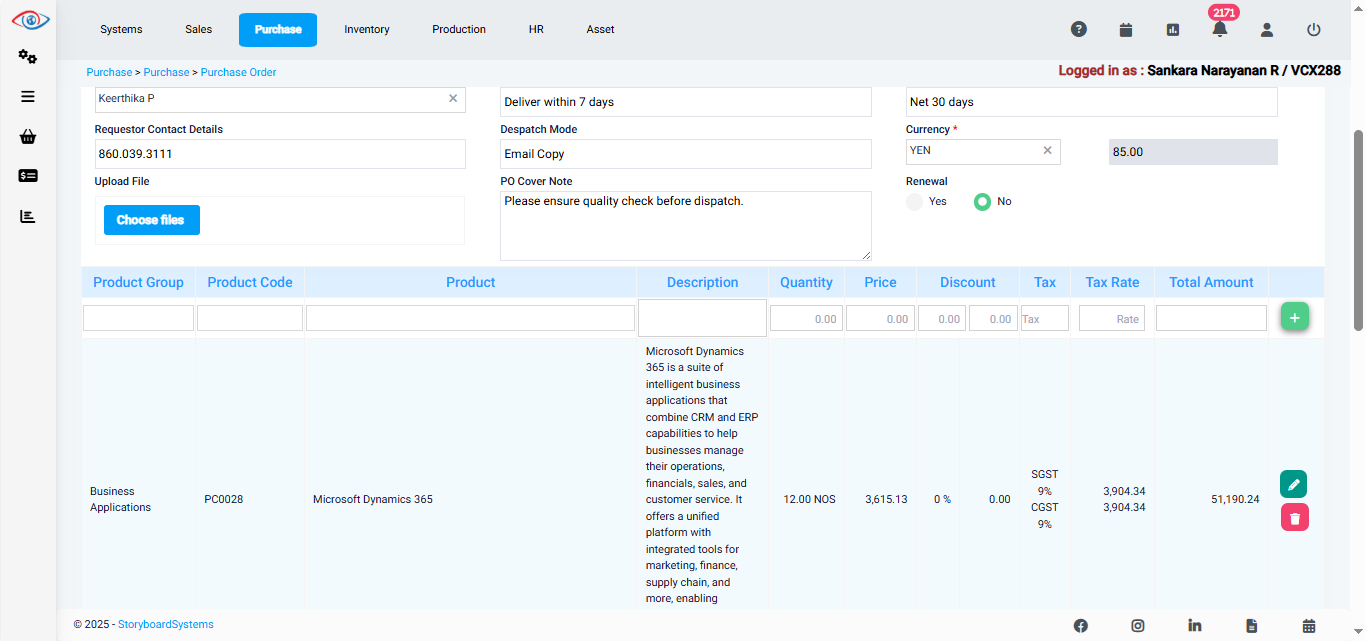 2171
Systems Sales Purchase Inventory Production HR Asset
Purchase > Purchase > Purchase Order
Logged in as : Sankara Narayanan R / VCX288
Keerthika P
Deliver within 7 days
Net 30 days
Requestor Contact Details
Despatch Mode
Currency *
860.039.3111
Email Copy
YEN
85.00
Upload File
PO Cover Note
Renewal
Choose files
Please ensure quality check before dispatch.
Yes
No
Product Group Product Code Product Description Quantity Price Discount Tax Tax Rate Total Amount
0.00 0.00 0.00 0.00 Tax Rate
+
Business
Applications
PC0028
Microsoft Dynamics 365
Microsoft Dynamics
365 is a suite of
intelligent business
applications that
combine CRM and ERP
capabilities to help
businesses manage
their operations,
financials, sales, and
customer service. It
offers a unified
platform with
integrated tools for
marketing, finance,
supply chain, and
more, enabling
12.00 NOS
3,615.13
0 %
0.00
SGST
9%
CGST
9%
3,904.34
3,904.34
51,190.24
© 2025 - StoryboardSystems